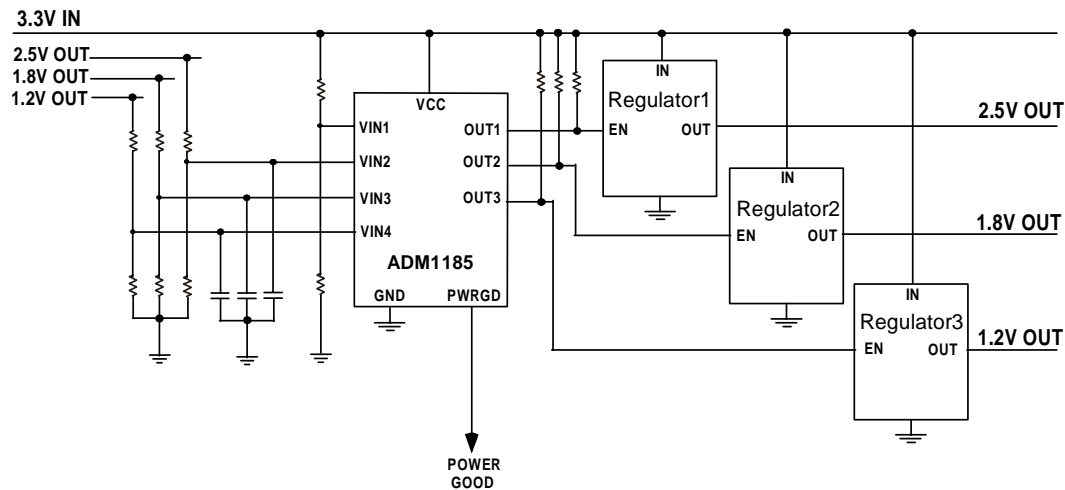 3.3V IN
2.5V OUT
1.8V OUT
1.2V OUT
VCC
VIN1
VIN2
VIN3
VIN4
OUT1
OUT2
OUT3
ADM1185
GND
PWRGD
POWER
GOOD
IN
Regulator1
EN
OUT
2.5V OUT
IN
Regulator2
EN
OUT
1.8V OUT
IN
Regulator3
EN
OUT
1.2V OUT